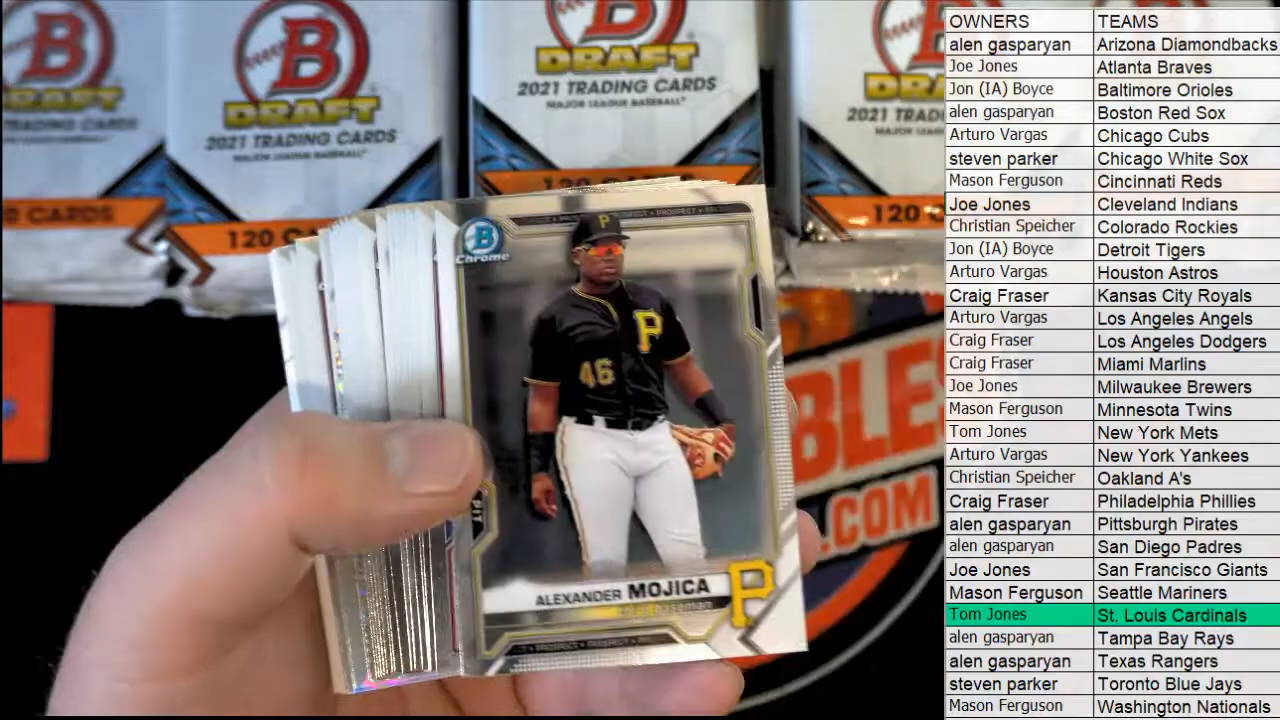 B
DRAFT
TRADING CARDS
0 CARDS
B
DRAFT
2021 TRADING CARDS
MAJOR LEAGUE BASEBALL
120
B
DRAFT
2021 TRADING CARDS
MAJOR LEAGUE BASEBALL
120 CARDS
2021 TRAD
120
B
Chrome
PROSPECT
P
P
46
PIT
ALEXANDER MOJICA
P
PROSPECT
BLES
.COM
OWNERS TEAMS
alen gasparyan Arizona Diamondbacks
Joe Jones Atlanta Braves
Jon (IA) Boyce Baltimore Orioles
alen gasparyan Boston Red Sox
Arturo Vargas Chicago Cubs
steven parker Chicago White Sox
Mason Ferguson Cincinnati Reds
Joe Jones Cleveland Indians
Christian Speicher Colorado Rockies
Jon (IA) Boyce Detroit Tigers
Arturo Vargas Houston Astros
Craig Fraser Kansas City Royals
Arturo Vargas Los Angeles Angels
Craig Fraser Los Angeles Dodgers
Craig Fraser Miami Marlins
Joe Jones Milwaukee Brewers
Mason Ferguson Minnesota Twins
Tom Jones New York Mets
Arturo Vargas New York Yankees
Christian Speicher Oakland A's
Craig Fraser Philadelphia Phillies
alen gasparyan Pittsburgh Pirates
alen gasparyan San Diego Padres
Joe Jones San Francisco Giants
Mason Ferguson Seattle Mariners
Tom Jones St. Louis Cardinals
alen gasparyan Tampa Bay Rays
alen gasparyan Texas Rangers
steven parker Toronto Blue Jays
Mason Ferguson Washington Nationals